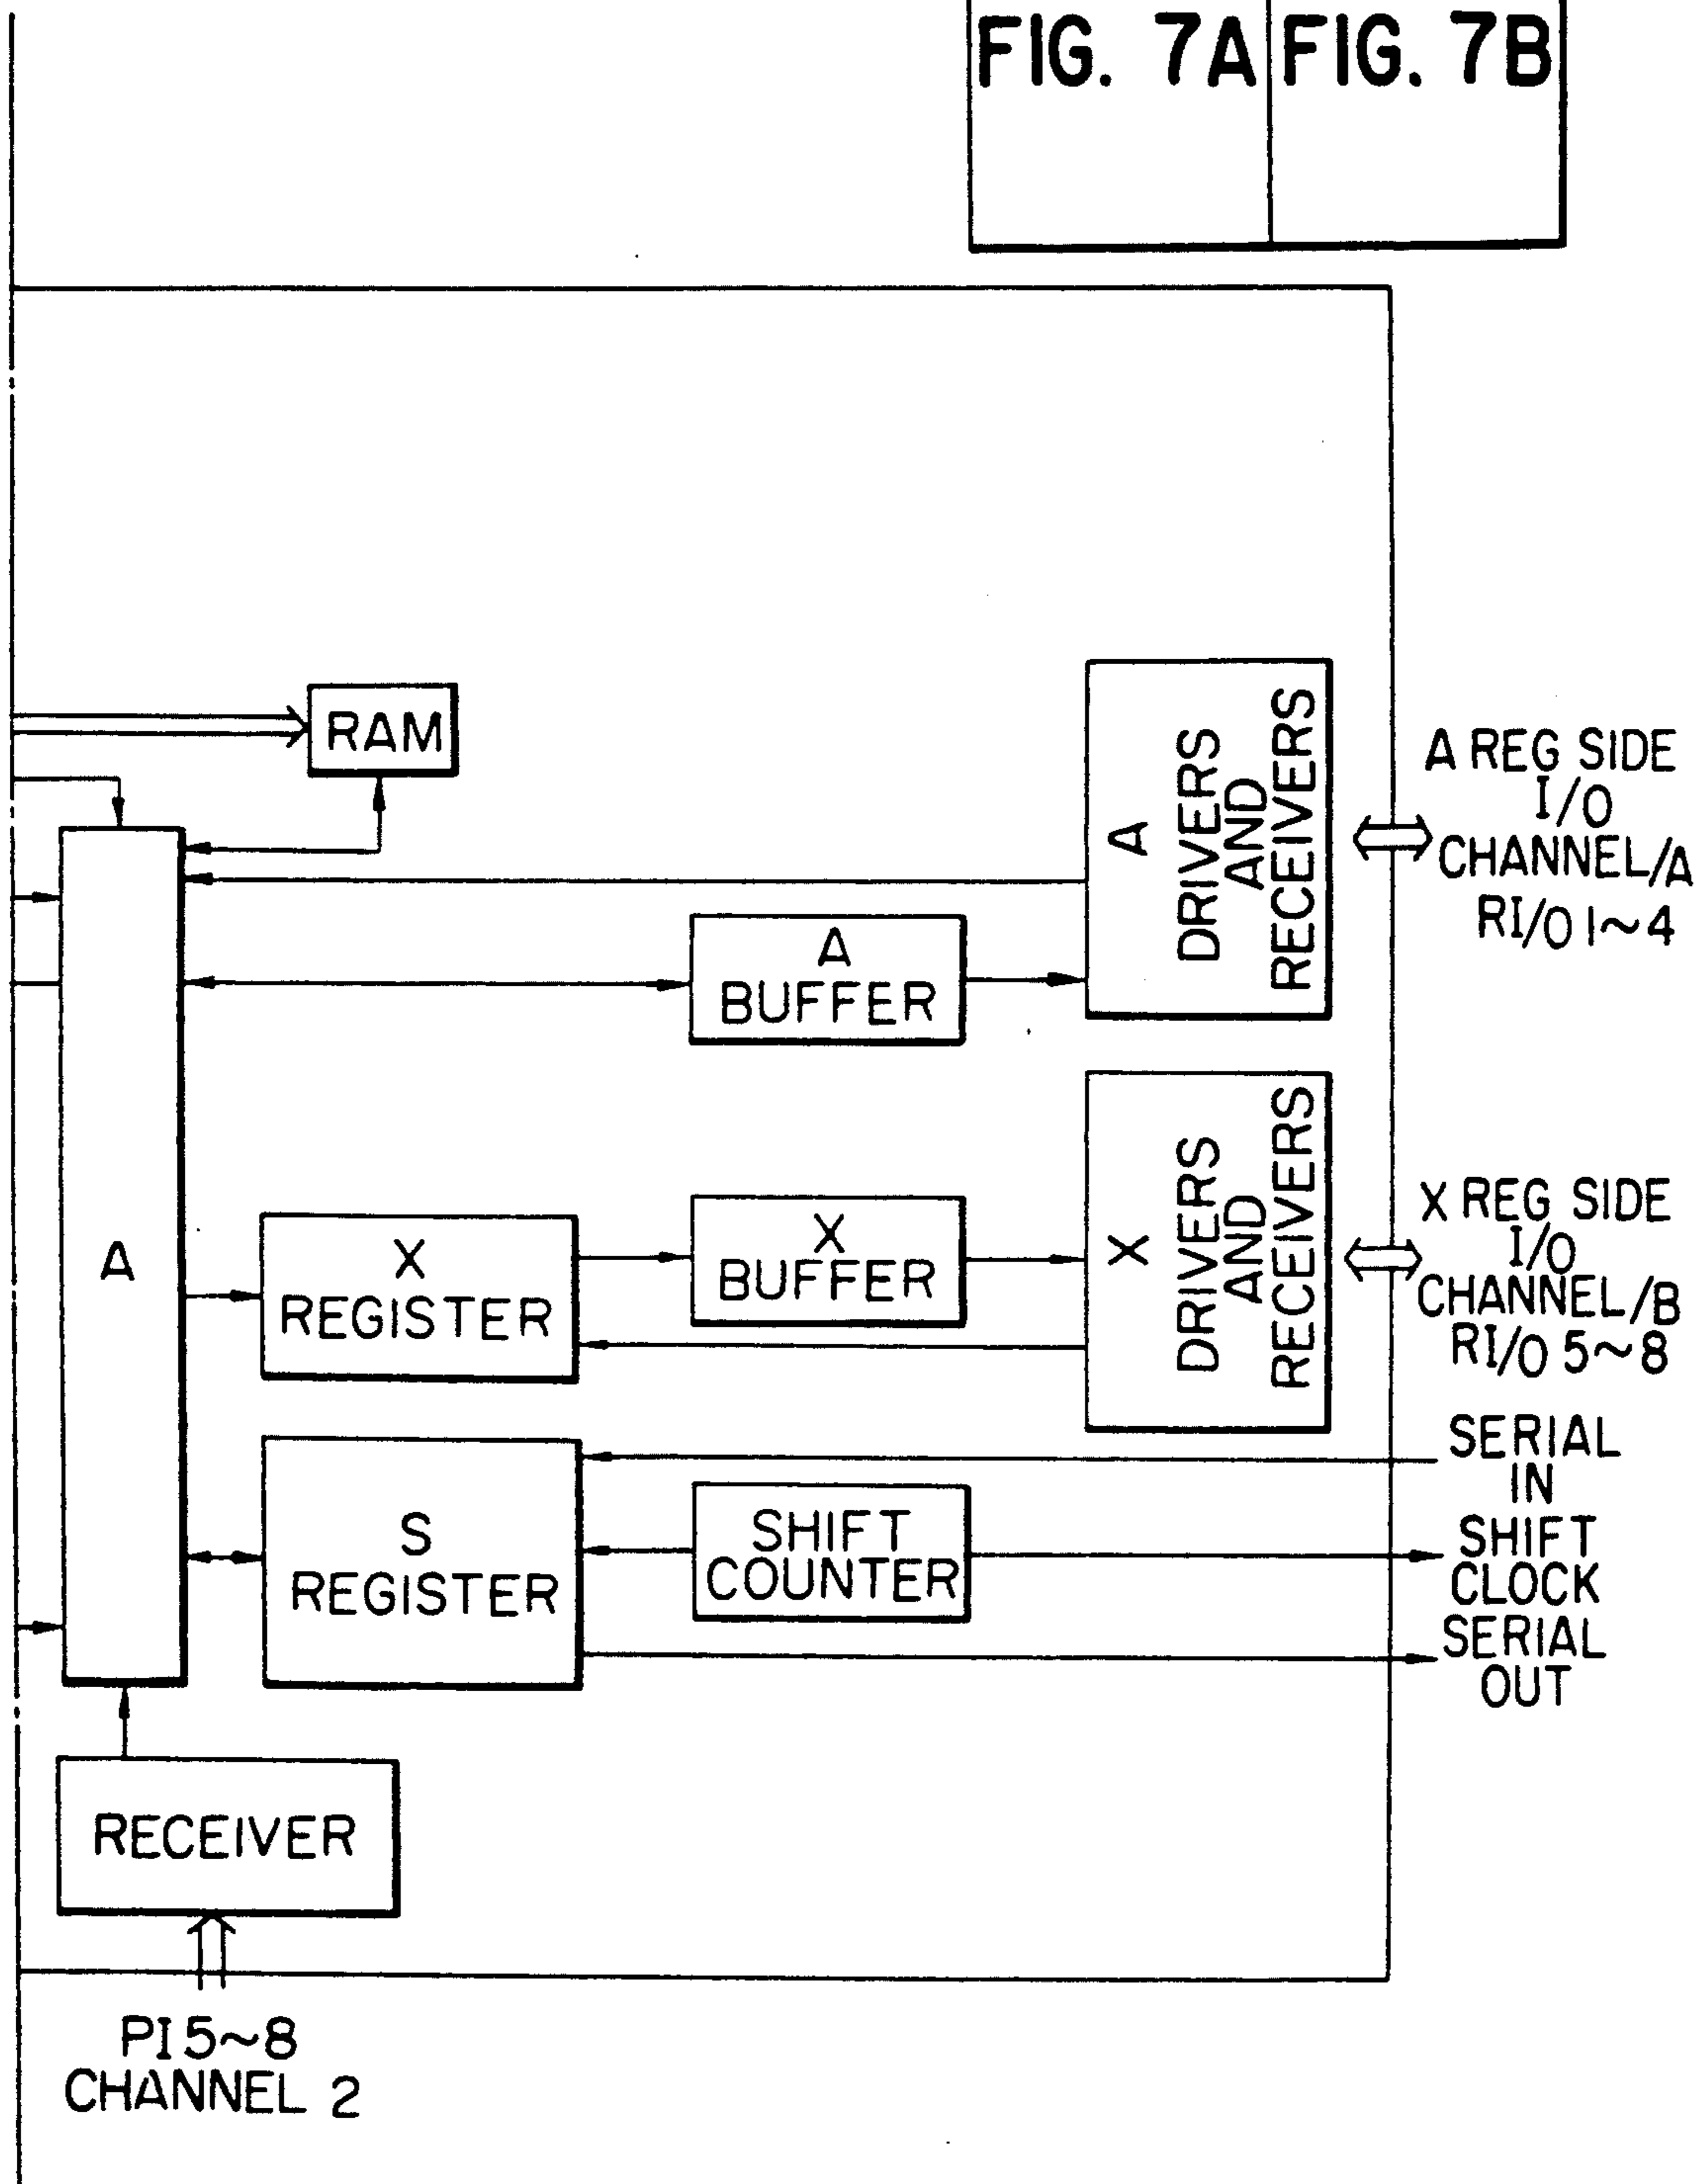 FIG. 7A FIG. 7B
RAM
A
DRIVERS
AND
RECEIVERS
A REG SIDE
I/O
CHANNEL/A
RI/O 1~4
A
BUFFER
A
X
REGISTER
X
BUFFER
X
DRIVERS
AND
RECEIVERS
X REG SIDE
I/O
CHANNEL/B
RI/O 5~8
S
REGISTER
SHIFT
COUNTER
SERIAL
IN
SHIFT
CLOCK
SERIAL
OUT
RECEIVER
PI 5~8
CHANNEL 2